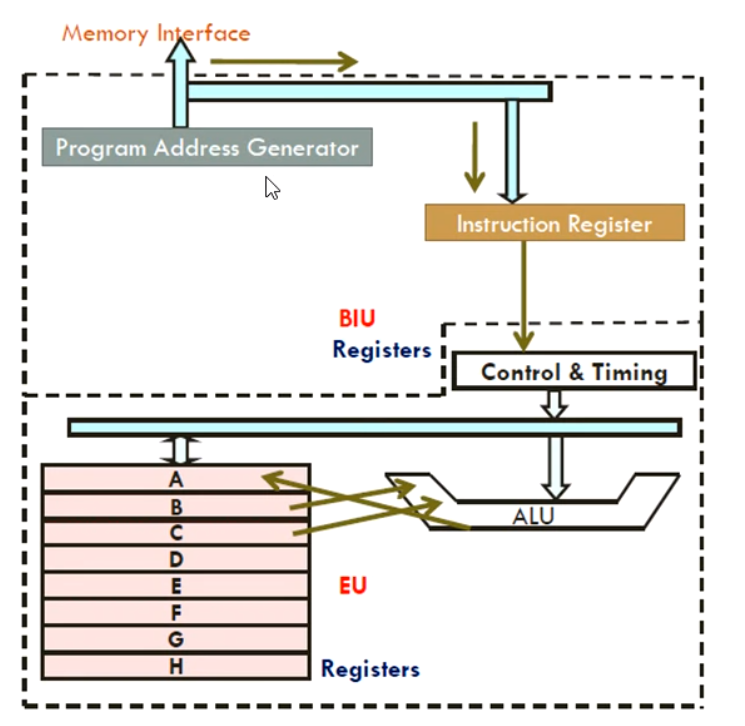 Memory Interface
Program Address Generator
Instruction Register
BIU
Registers
Control & Timing
A
B
C
D
E
F
G
H
ALU
EU
Registers